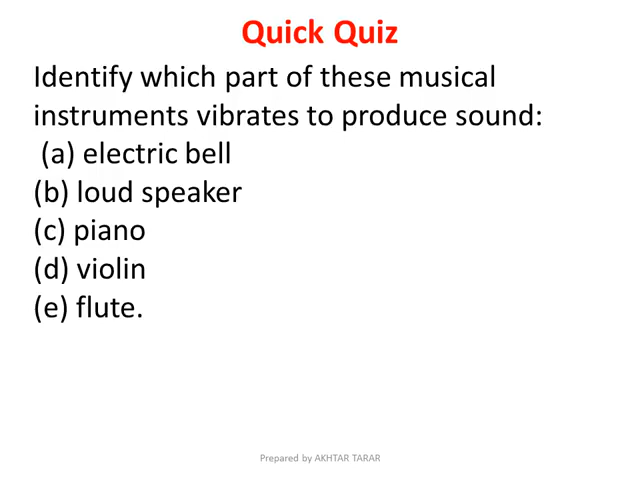 Quick Quiz
Identify which part of these musical
instruments vibrates to produce sound:
(a) electric bell
(b) loud speaker
(c) piano
(d) violin
(e) flute.
Prepared by AKHTAR TARAR